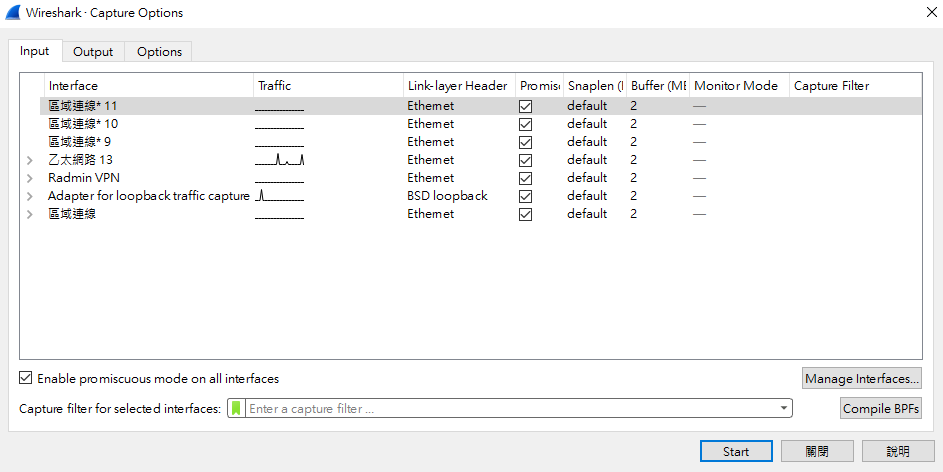 Wireshark · Capture Options
Input Output Options
Interface Traffic Link-layer Header Promisc Snaplen ( Buffer (MB Monitor Mode Capture Filter
區域連線* 11 Ethernet default 2 —
區域連線* 10 Ethernet default 2 —
區域連線* 9 Ethernet default 2 —
乙太網路 13 Ethernet default 2 —
Radmin VPN Ethernet default 2 —
Adapter for loopback traffic capture BSD loopback default 2 —
區域連線 Ethernet default 2 —
Enable promiscuous mode on all interfaces
Manage Interfaces...
Capture filter for selected interfaces: Enter a capture filter ... Compile BPFs
Start 關閉 說明